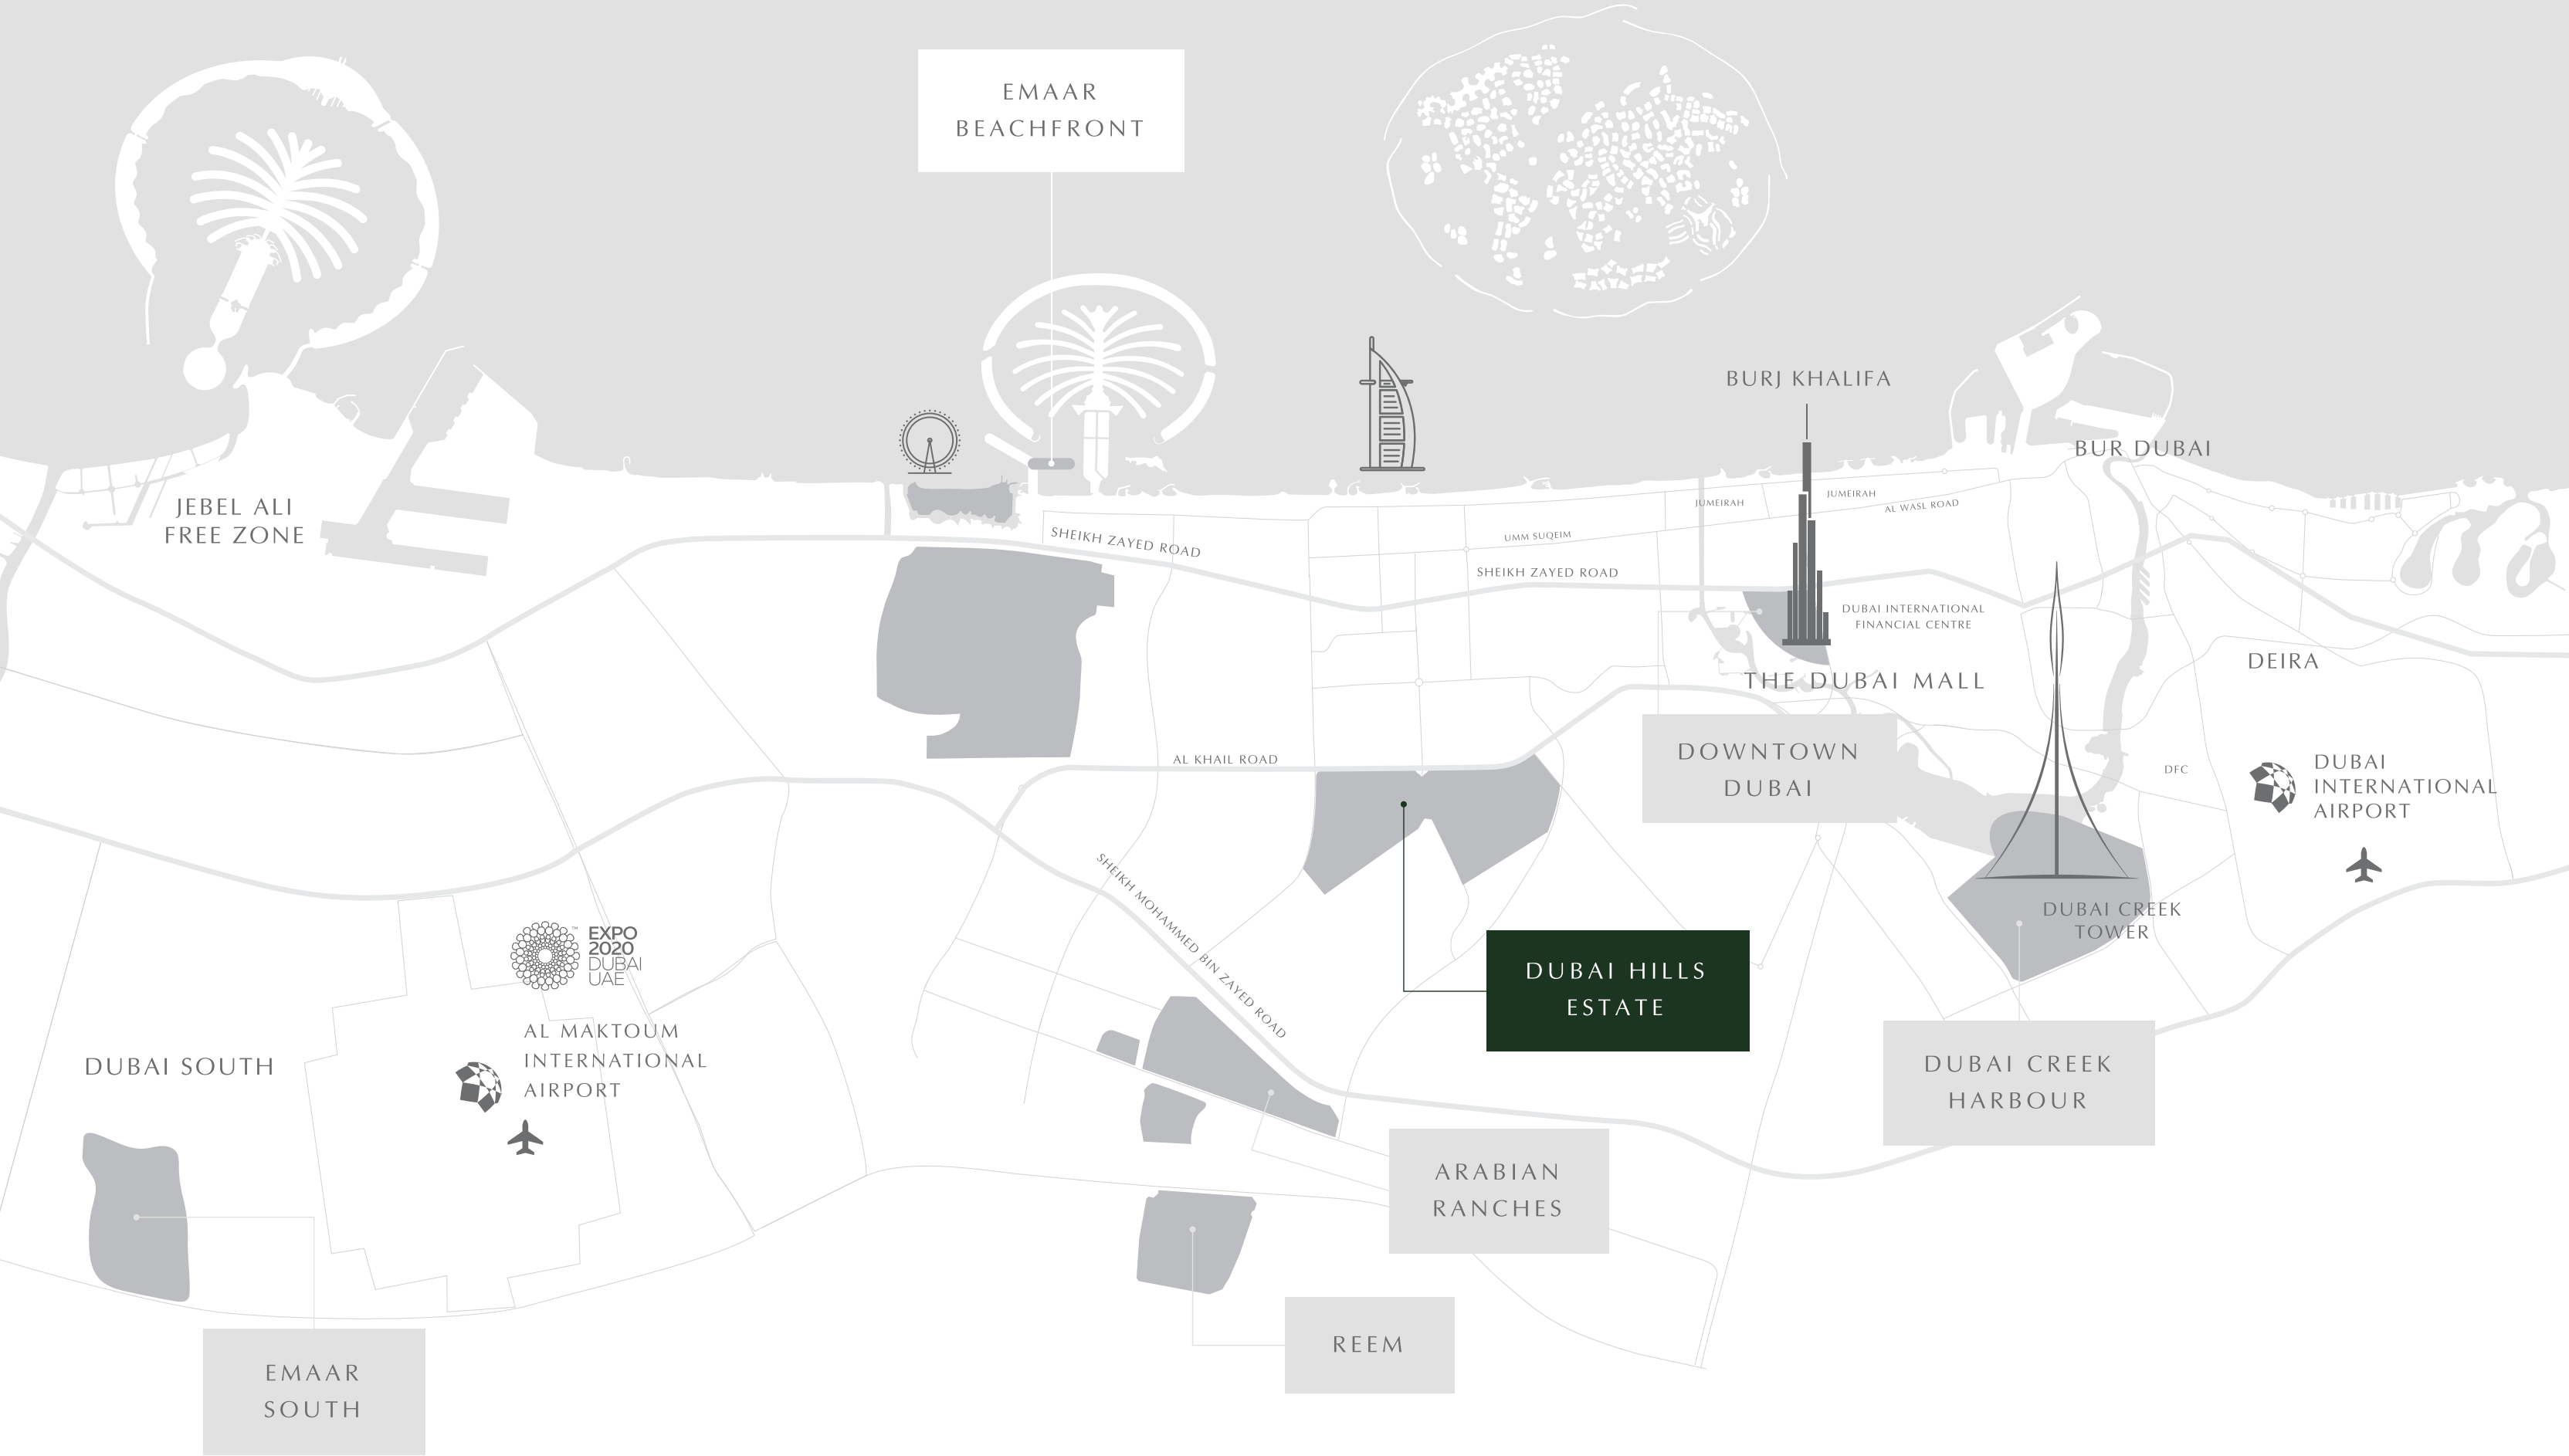 EMAAR
BEACHFRONT
BURJ KHALIFA
BUR DUBAI
JEBEL ALI
FREE ZONE
JUMEIRAH
JUMEIRAH
AL WASL ROAD
SHEIKH ZAYED ROAD
UMM SUQEIM
SHEIKH ZAYED ROAD
DUBAI INTERNATIONAL
FINANCIAL CENTRE
DEIRA
THE DUBAI MALL
DOWNTOWN
DUBAI
AL KHAIL ROAD
DFC
DUBAI
INTERNATIONAL
AIRPORT
SHEIKH MOHAMMED BIN ZAYED ROAD
DUBAI CREEK
TOWER
EXPO
2020
DUBAI
UAE
™
DUBAI HILLS
ESTATE
AL MAKTOUM
INTERNATIONAL
AIRPORT
DUBAI SOUTH
DUBAI CREEK
HARBOUR
ARABIAN
RANCHES
REEM
EMAAR
SOUTH